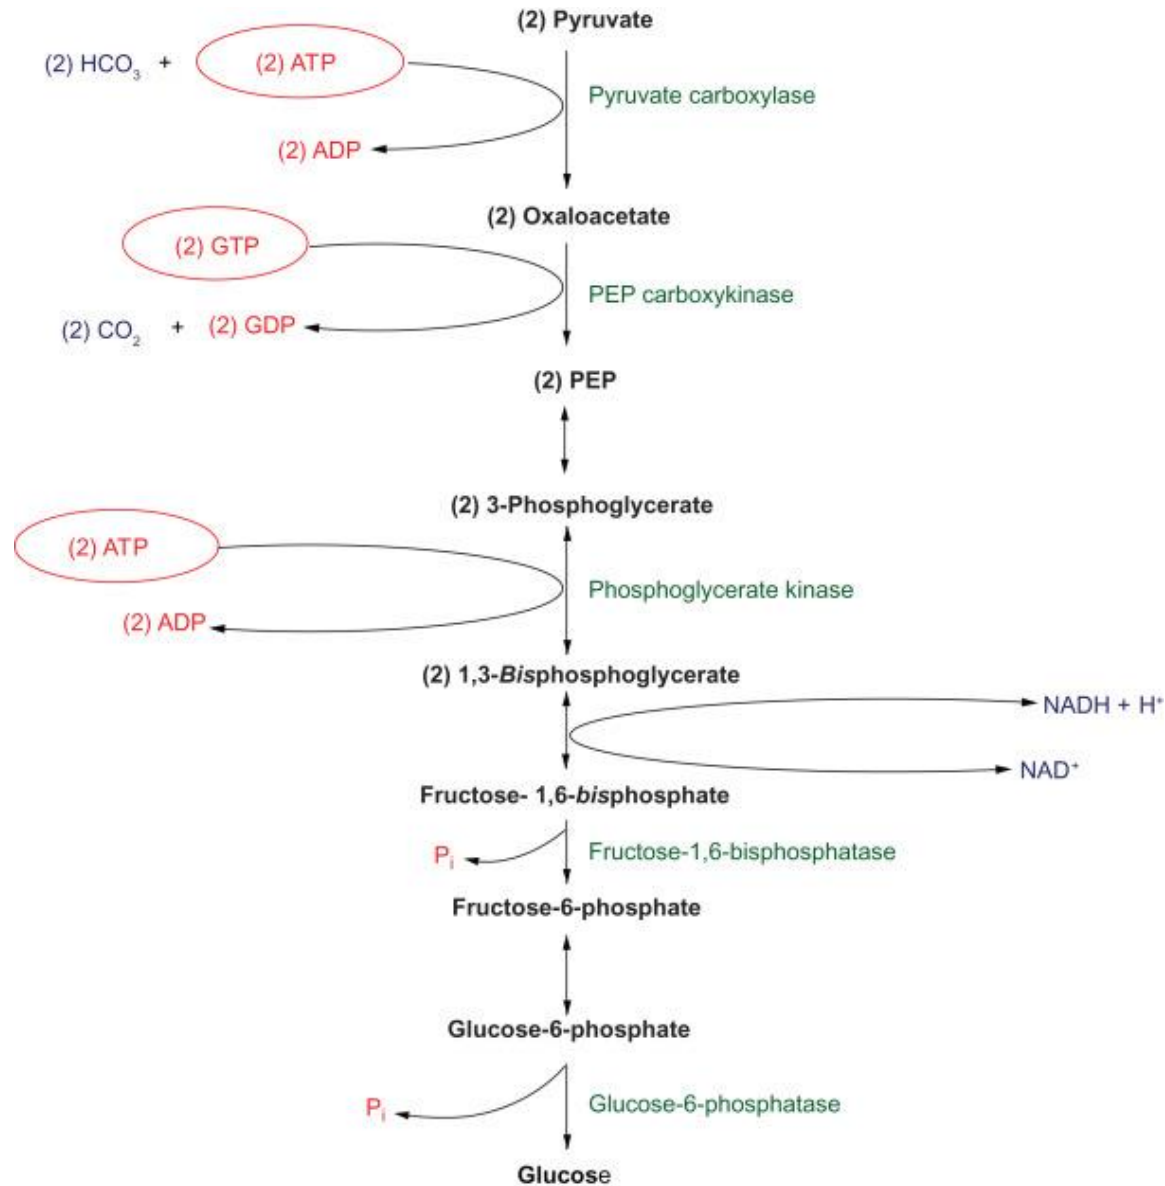 (2) Pyruvate
(2) HCO₃ + (2) ATP
Pyruvate carboxylase
(2) ADP
(2) Oxaloacetate
(2) GTP
PEP carboxykinase
(2) CO₂ + (2) GDP
(2) PEP
(2) 3-Phosphoglycerate
(2) ATP
Phosphoglycerate kinase
(2) ADP
(2) 1,3-Bisphosphoglycerate
NADH + H⁺
NAD⁺
Fructose- 1,6-bisphosphate
Pᵢ
Fructose-1,6-bisphosphatase
Fructose-6-phosphate
Glucose-6-phosphate
Pᵢ
Glucose-6-phosphatase
Glucose